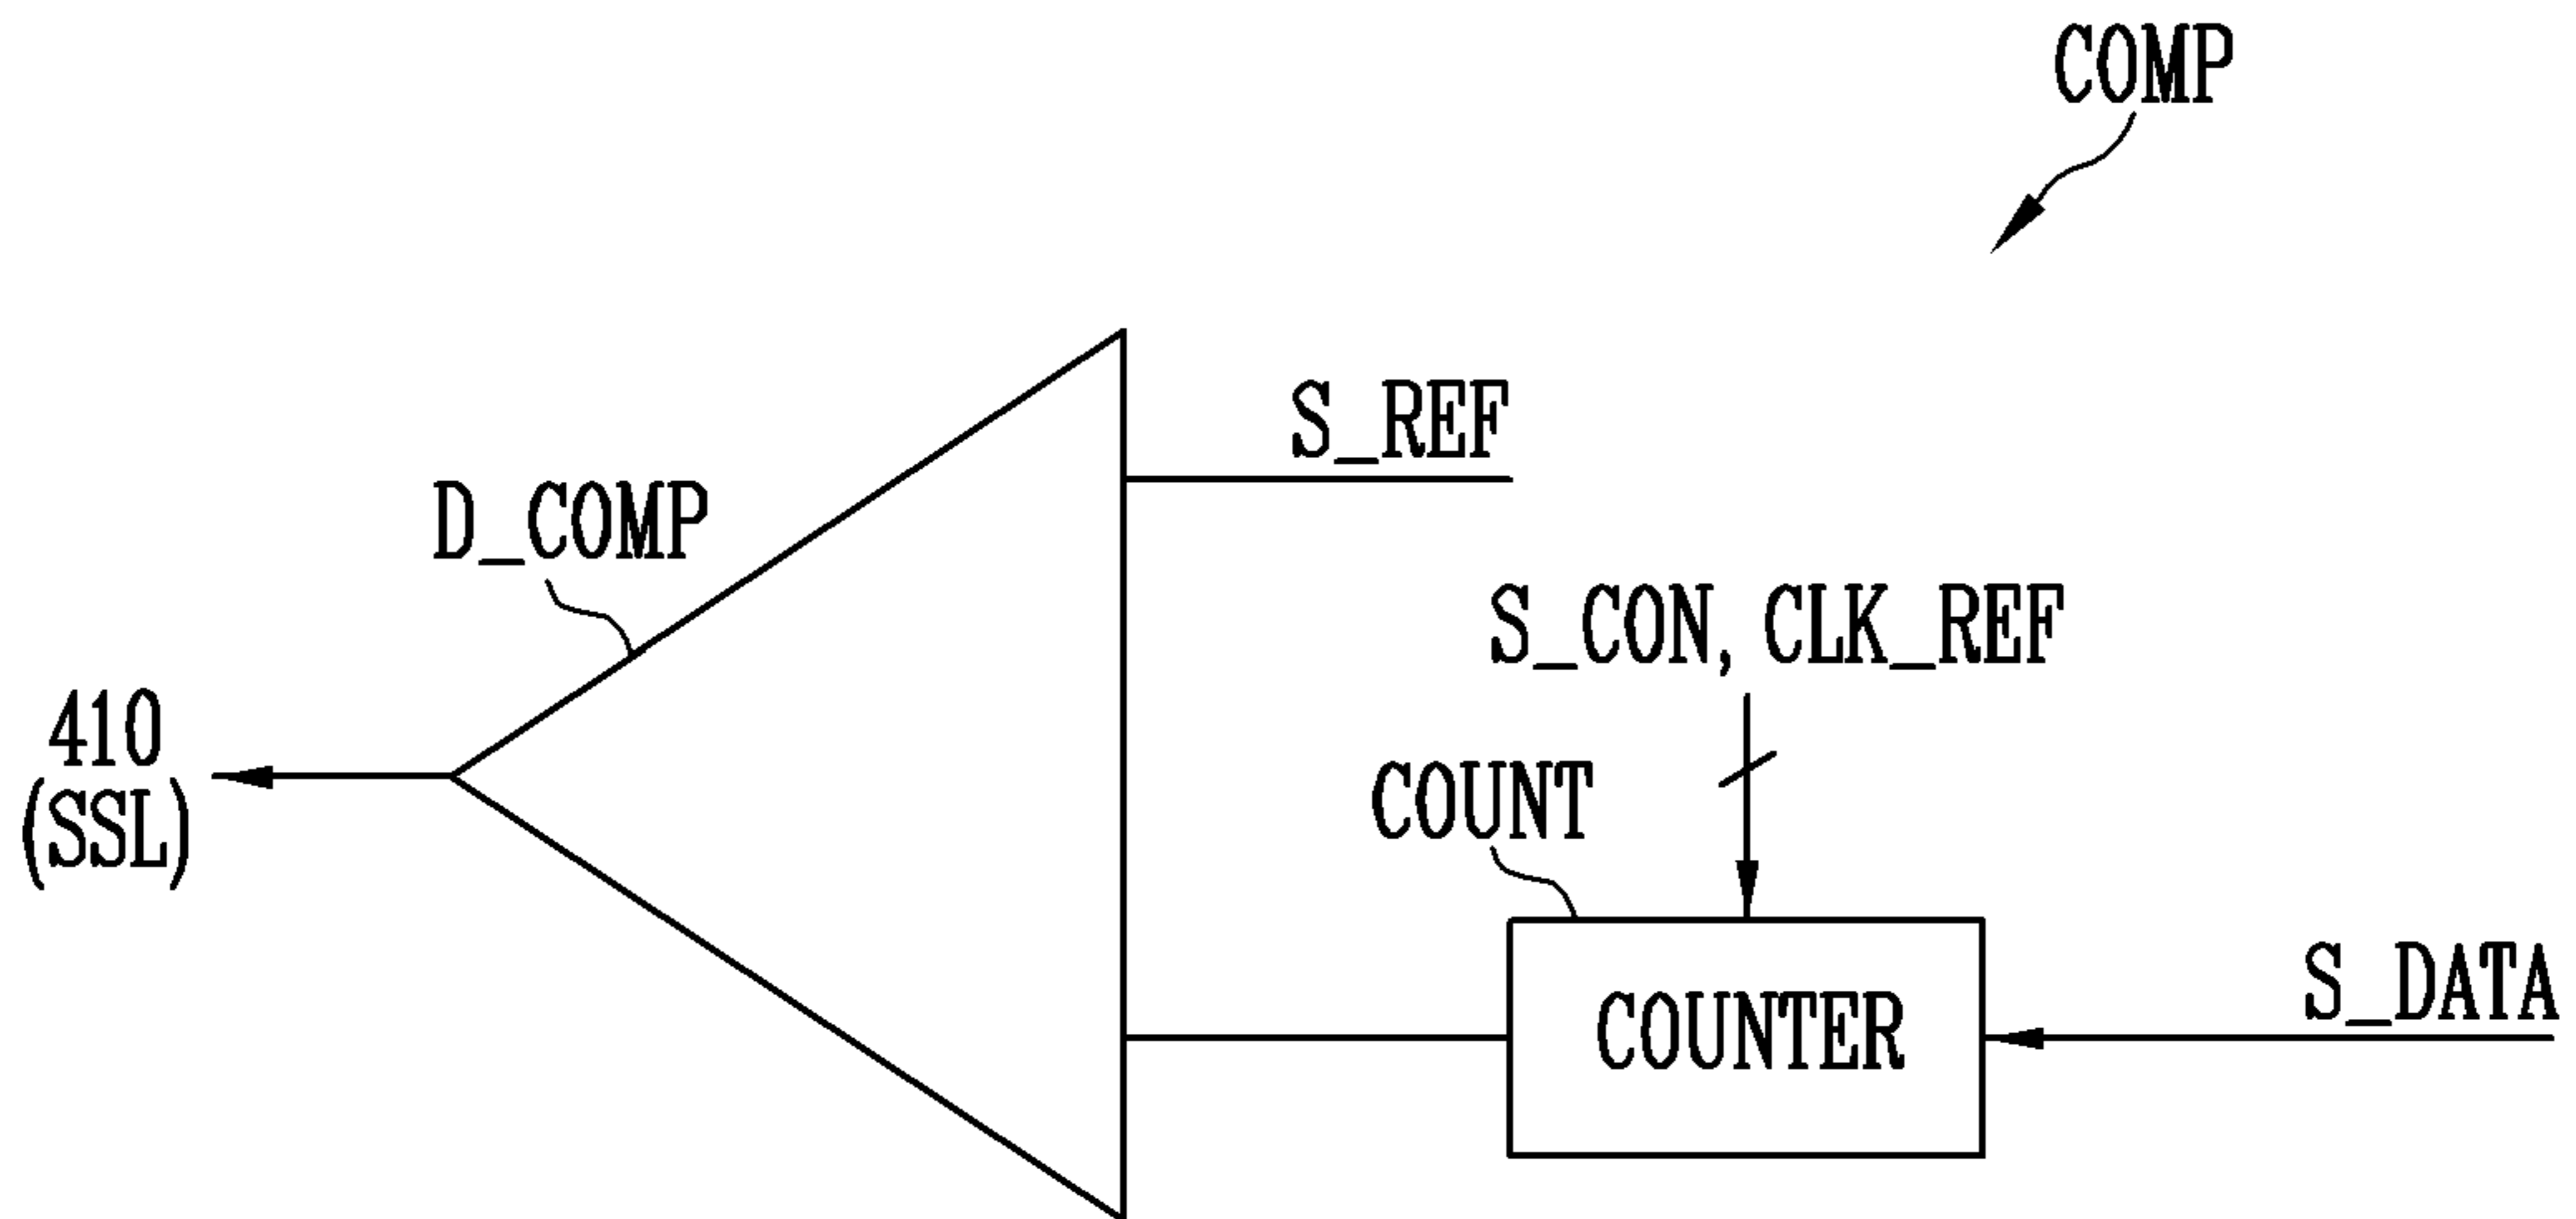 COMP
S_REF
D_COMP
S_CON, CLK_REF
410
(SSL)
COUNT
COUNTER
S_DATA